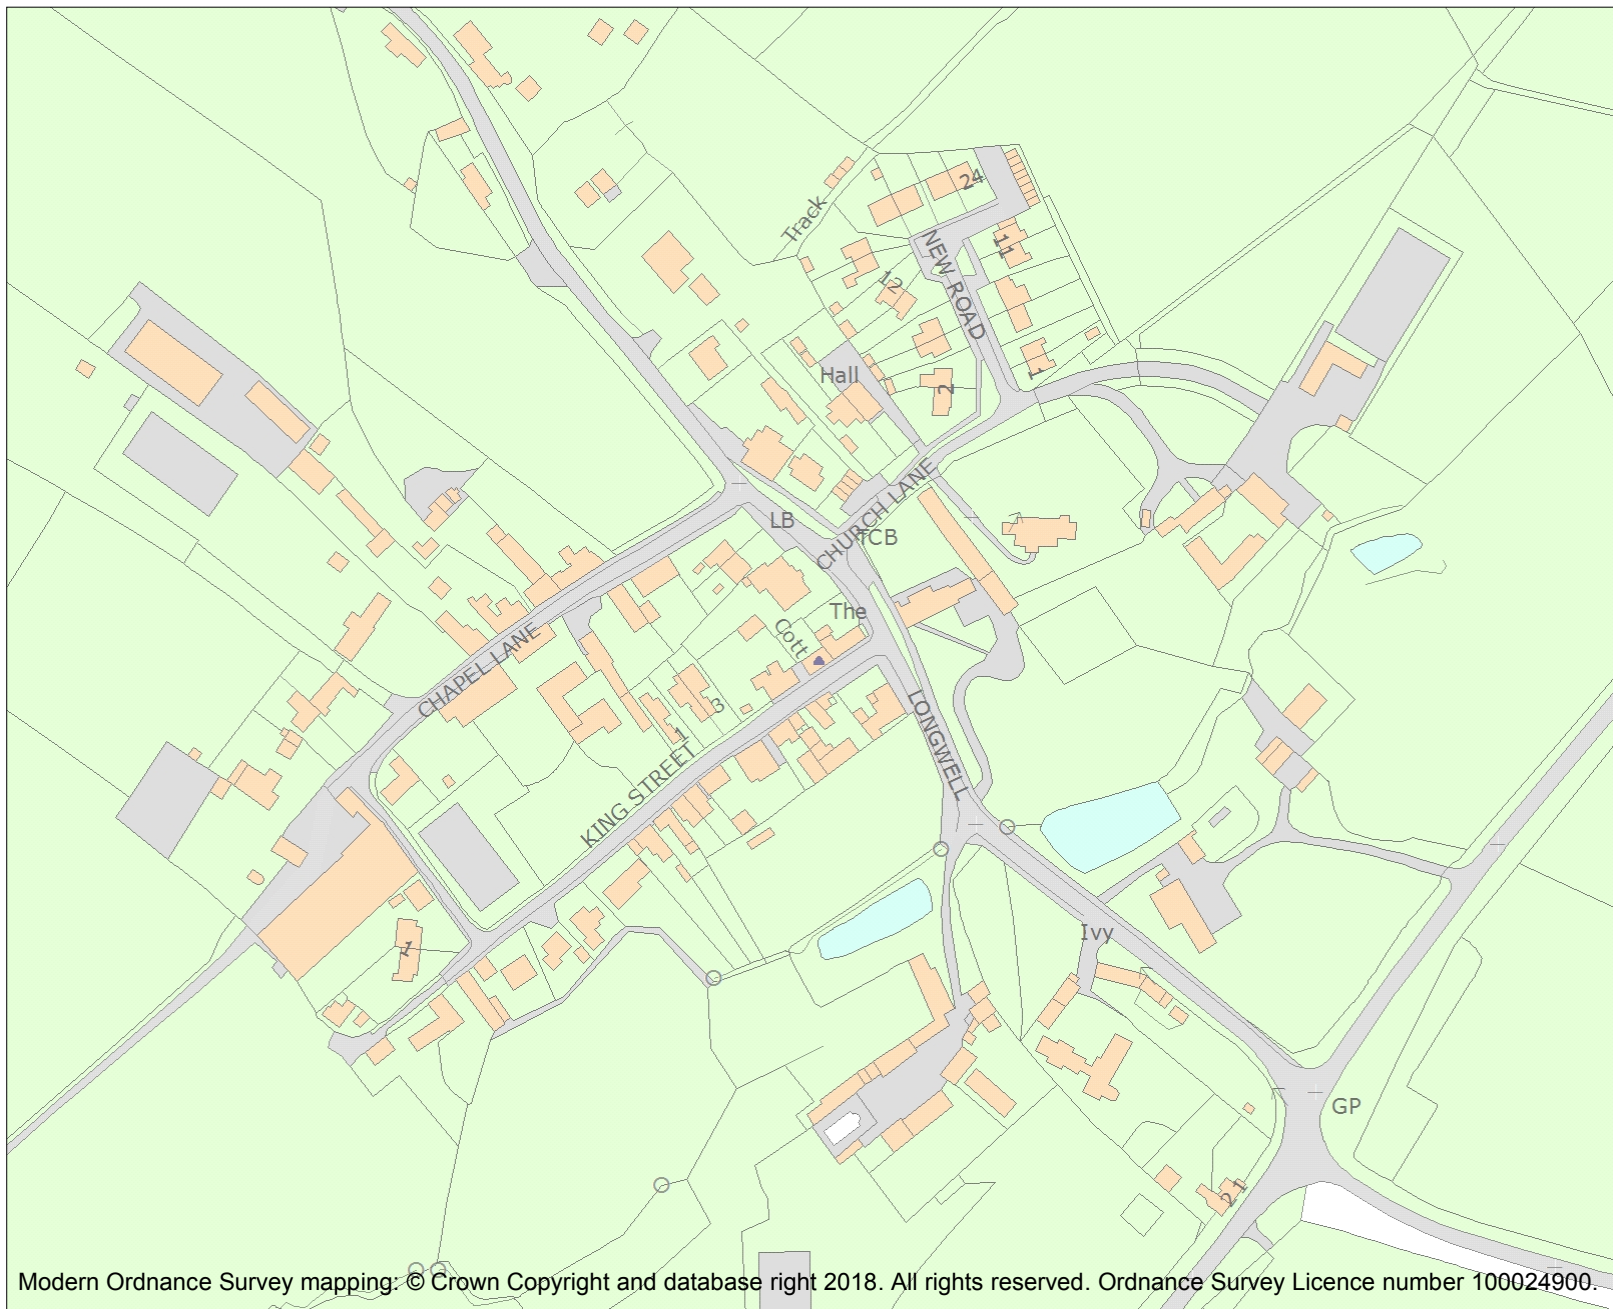 24
Track
NEW ROAD
11
12
Hall
1
2
CHURCH LANE
LB
TCB
The
Cott
CHAPEL LANE
LONGWELL
3
1
KING STREET
Ivy
1
GP
21
Modern Ordnance Survey mapping: © Crown Copyright and database right 2018. All rights reserved. Ordnance Survey Licence number 100024900.